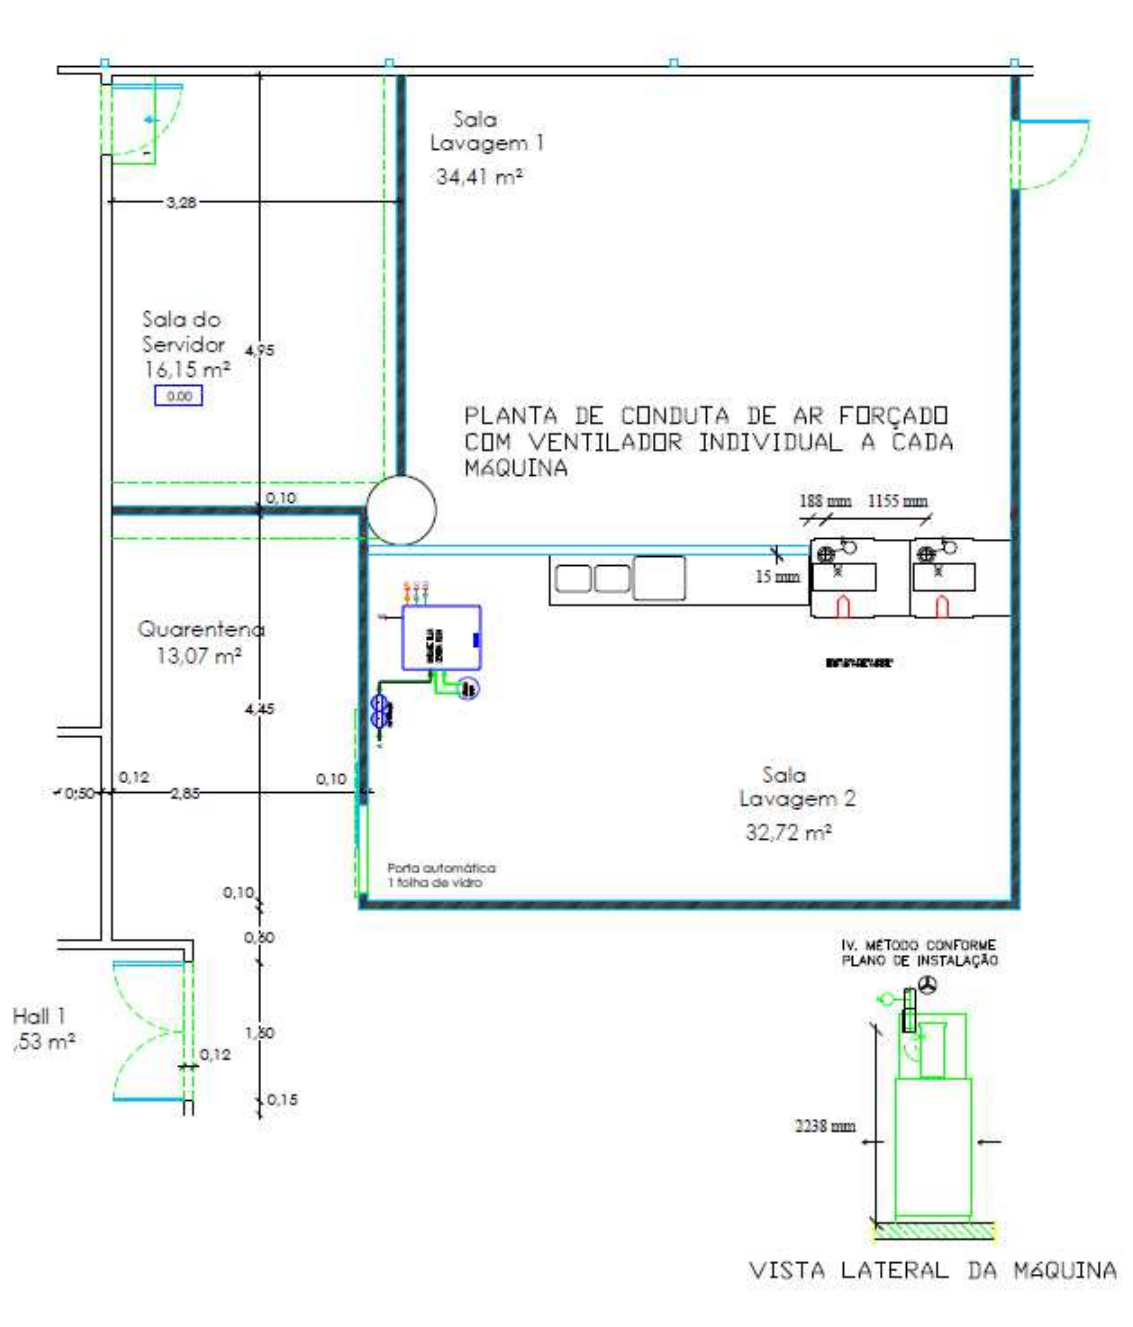 Sala
Lavagem 1
34,41 m²
3,28
Sala do
Servidor
16,15 m²
0.00
4,95
PLANTA DE CONDUTA DE AR FORÇADO
COM VENTILADOR INDIVIDUAL A CADA
MáQUINA
0,10
188 mm
1155 mm
15 mm
Quarentena
13,07 m²
4,45
0,12
0,10
0,50
2,85
Sala
Lavagem 2
32,72 m²
Porta automática
1 folha de vidro
0,10
0,60
IV. MÉTODO CONFORME
PLANO DE INSTALAÇÃO
Hall 1
,53 m²
1,60
0,12
0,15
2238 mm
VISTA LATERAL DA MáQUINA